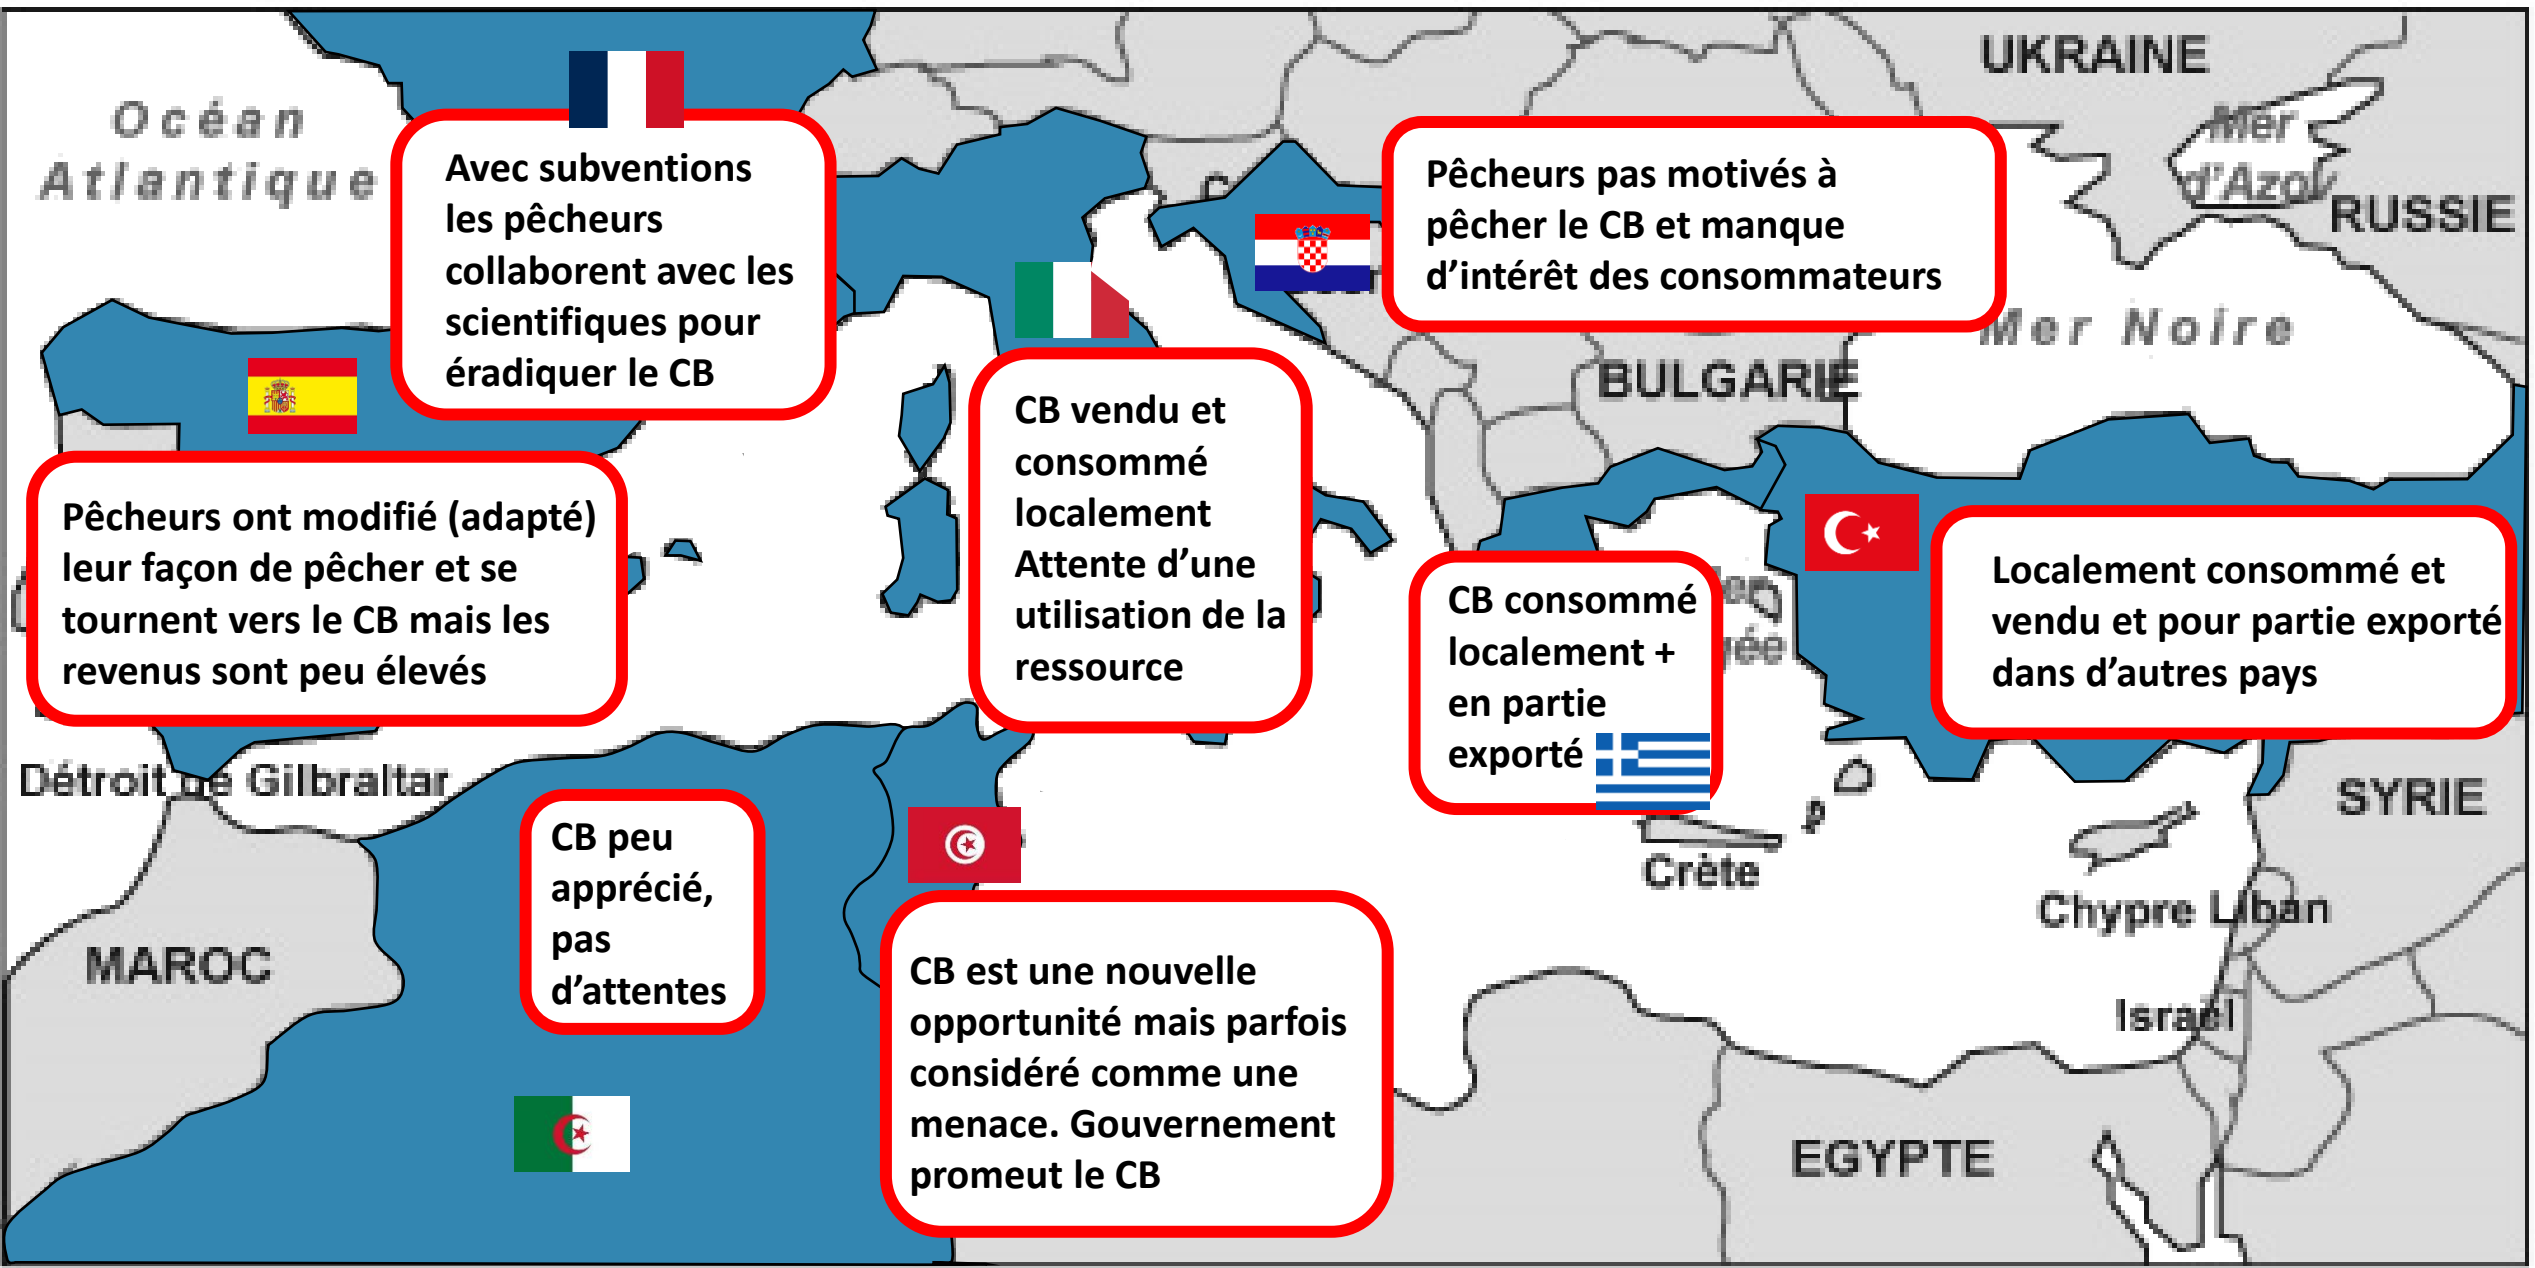 Océan
Atlantique
Avec subventions
les pêcheurs
collaborent avec les
scientifiques pour
éradiquer le CB
Pêcheurs pas motivés à
pêcher le CB et manque
d’intérêt des consommateurs
UKRAINE
Mer
d'Azov
RUSSIE
Mer Noire
BULGARIE
Pêcheurs ont modifié (adapté)
leur façon de pêcher et se
tournent vers le CB mais les
revenus sont peu élevés
CB vendu et
consommé
localement
Attente d’une
utilisation de la
ressource
CB consommé
localement +
en partie
exporté
Localement consommé et
vendu et pour partie exporté
dans d’autres pays
Détroit de Gilbraltar
MAROC
CB peu
apprécié,
pas
d’attentes
CB est une nouvelle
opportunité mais parfois
considéré comme une
menace. Gouvernement
promeut le CB
Crète
SYRIE
Chypre Liban
Israël
EGYPTE